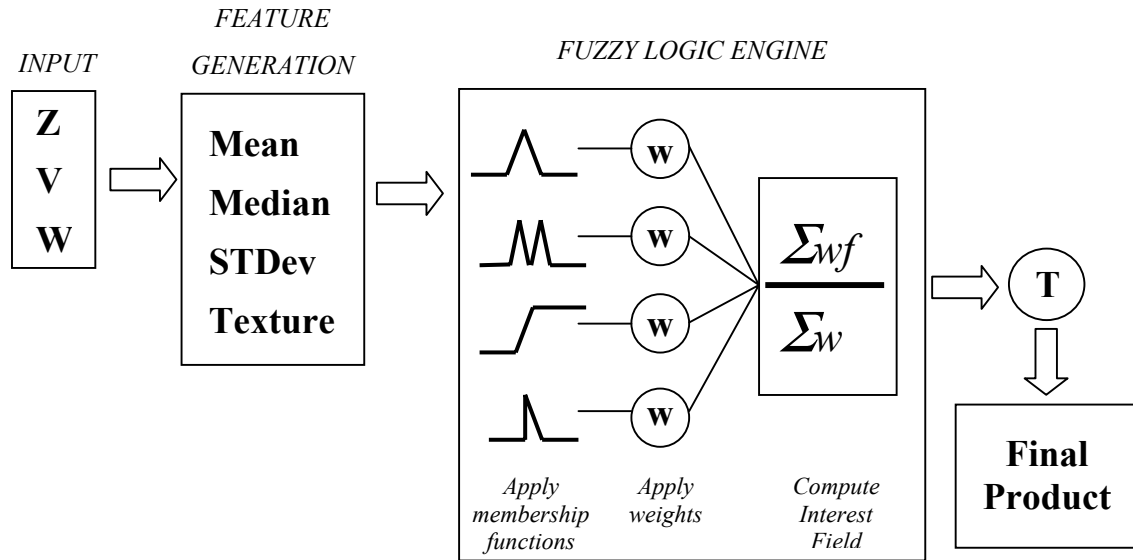 INPUT
Z
V
W
FEATURE
GENERATION
Mean
Median
STDev
Texture
FUZZY LOGIC ENGINE
w
w
w
w
Σwf
Σw
Apply
membership
functions
Apply
weights
Compute
Interest
Field
T
Final
Product